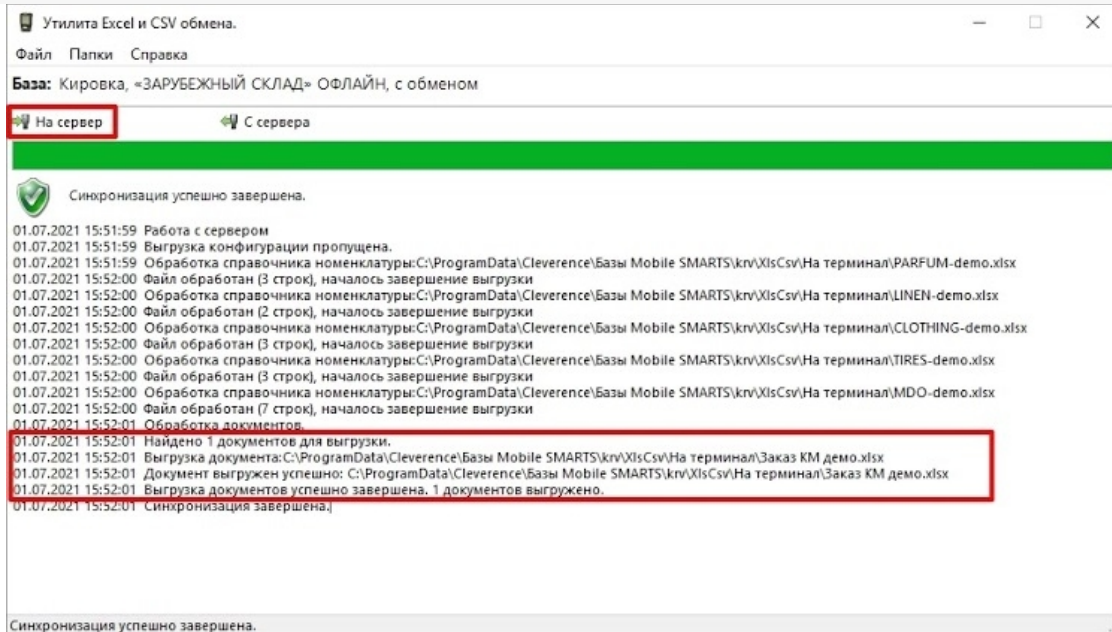 Утилита Excel и CSV обмена.
Файл Папки Справка
База: Кировка, «ЗАРУБЕЖНЫЙ СКЛАД» ОФЛАЙН, с обменом
На сервер С сервера
Синхронизация успешно завершена.
01.07.2021 15:51:59 Работа с сервером
01.07.2021 15:51:59 Выгрузка конфигурации пропущена.
01.07.2021 15:51:59 Обработка справочника номенклатуры:C:\ProgramData\Cleverence\Базы Mobile SMARTS\krv\XlsCsv\На терминал\PARFUM-demo.xlsx
01.07.2021 15:52:00 Файл обработан (3 строк), началось завершение выгрузки
01.07.2021 15:52:00 Обработка справочника номенклатуры:C:\ProgramData\Cleverence\Базы Mobile SMARTS\krv\XlsCsv\На терминал\LINEN-demo.xlsx
01.07.2021 15:52:00 Файл обработан (2 строк), началось завершение выгрузки
01.07.2021 15:52:00 Обработка справочника номенклатуры:C:\ProgramData\Cleverence\Базы Mobile SMARTS\krv\XlsCsv\На терминал\CLOTHING-demo.xlsx
01.07.2021 15:52:00 Файл обработан (3 строк), началось завершение выгрузки
01.07.2021 15:52:00 Обработка справочника номенклатуры:C:\ProgramData\Cleverence\Базы Mobile SMARTS\krv\XlsCsv\На терминал\TIRES-demo.xlsx
01.07.2021 15:52:00 Файл обработан (3 строк), началось завершение выгрузки
01.07.2021 15:52:00 Обработка справочника номенклатуры:C:\ProgramData\Cleverence\Базы Mobile SMARTS\krv\XlsCsv\На терминал\MDO-demo.xlsx
01.07.2021 15:52:00 Файл обработан (7 строк), началось завершение выгрузки
01.07.2021 15:52:01 Обработка документов.
01.07.2021 15:52:01 Найдено 1 документов для выгрузки.
01.07.2021 15:52:01 Выгрузка документа:C:\ProgramData\Cleverence\Базы Mobile SMARTS\krv\XlsCsv\На терминал\Заказ КМ демо.xlsx
01.07.2021 15:52:01 Документ выгружен успешно: C:\ProgramData\Cleverence\Базы Mobile SMARTS\krv\XlsCsv\На терминал\Заказ КМ демо.xlsx
01.07.2021 15:52:01 Выгрузка документов успешно завершена. 1 документов выгружено.
01.07.2021 15:52:01 Синхронизация завершена.
Синхронизация успешно завершена.